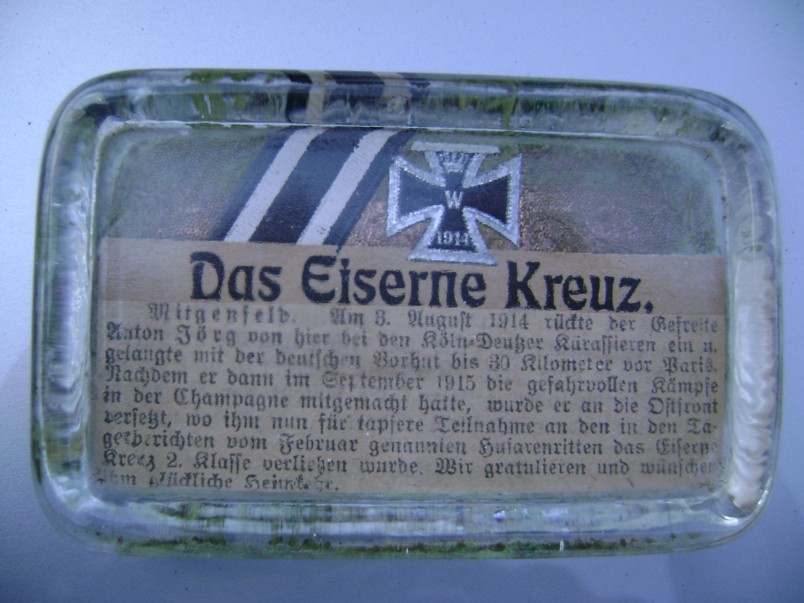 W
1914
Das Eiserne Kreuz.
Mitgenfeld. Am 3. August 1914 rückte der Gefreite
Anton Jörg von hier bei den Köln-Deutzer Kürassieren ein u.
gelangte mit der deutschen Vorhut bis 30 Kilometer vor Paris.
Nachdem er dann im September 1915 die gefahrvollen Kämpfe
in der Champagne mitgemacht hatte, wurde er an die Ostfront
versetzt, wo ihm nun für tapfere Teilnahme an den in den Ta-
gesberichten vom Februar genannten Husarenritten das Eiserne
Kreuz 2. Klasse verliehen wurde. Wir gratulieren und wünschen
ihm glückliche Heimkehr.